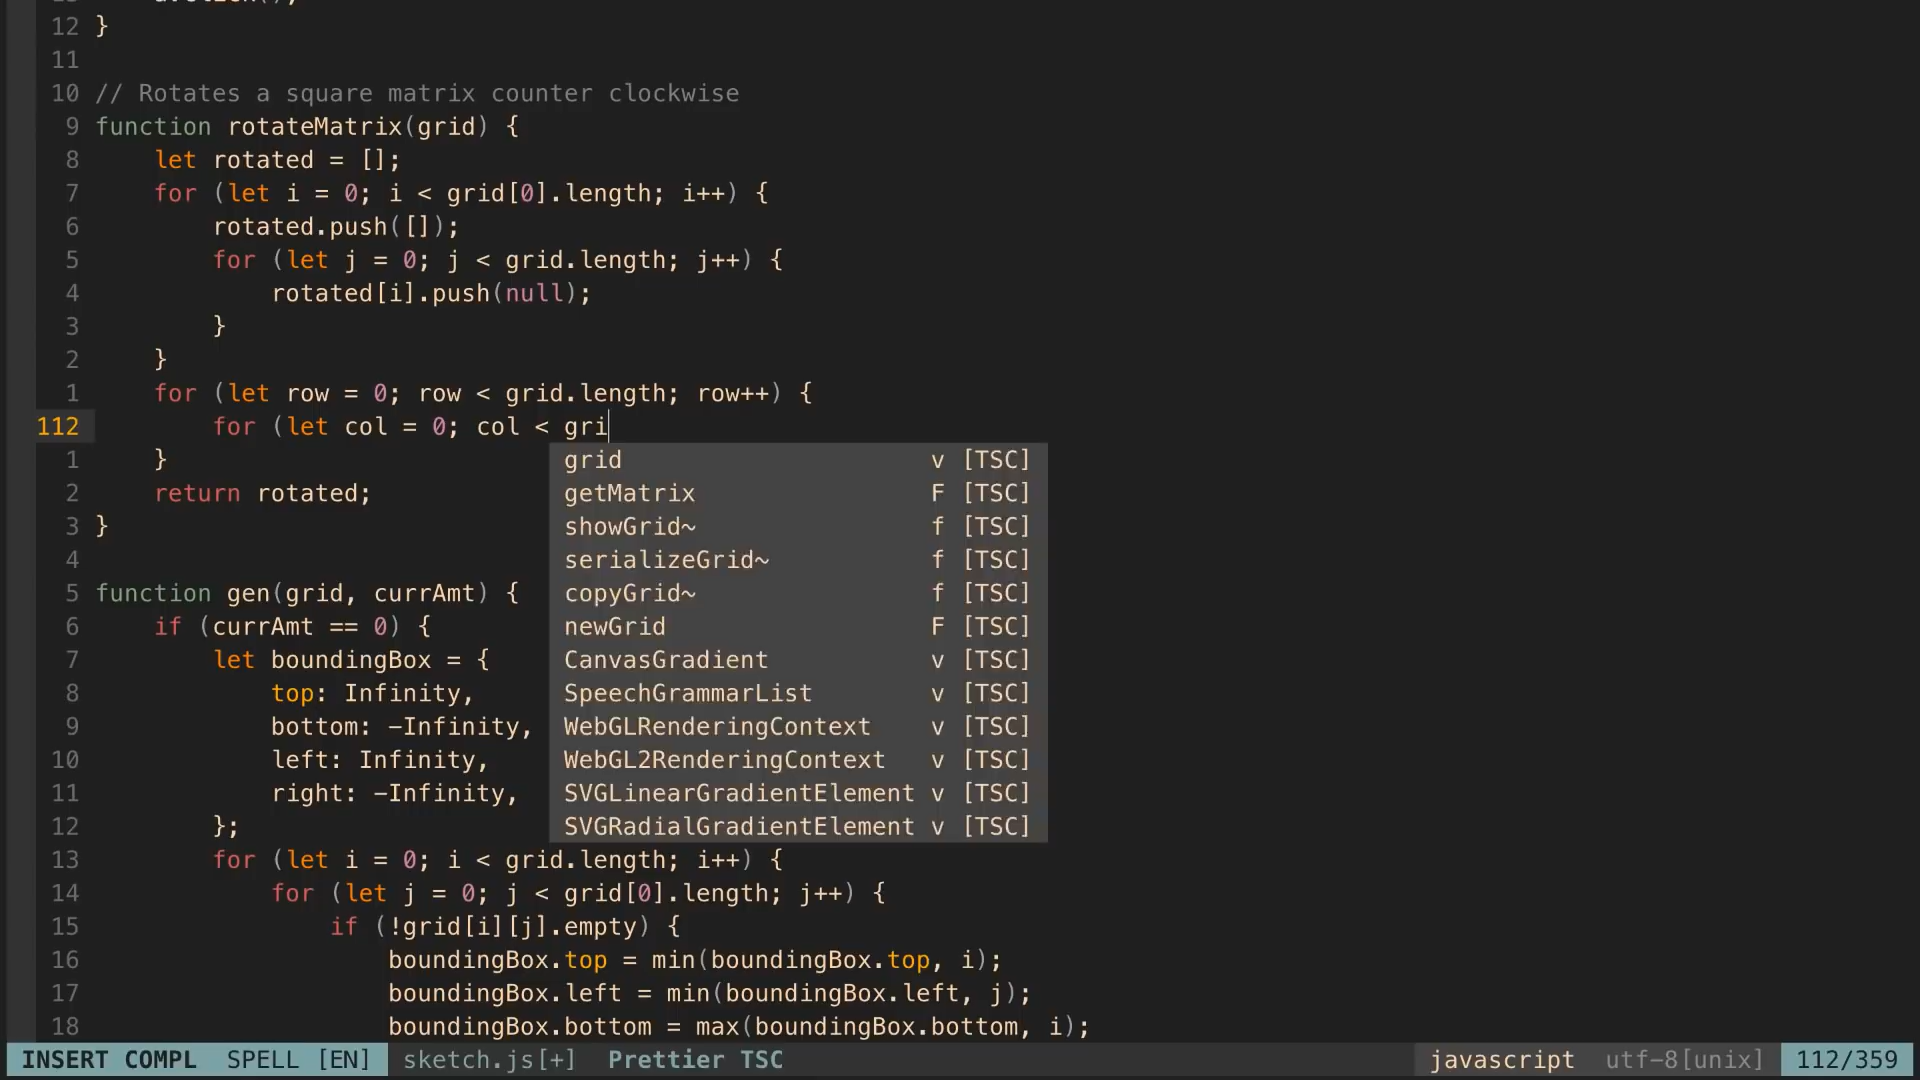 12 }
11
10 // Rotates a square matrix counter clockwise
9 function rotateMatrix(grid) {
8     let rotated = [];
7     for (let i = 0; i < grid[0].length; i++) {
6         rotated.push([]);
5         for (let j = 0; j < grid.length; j++) {
4             rotated[i].push(null);
3         }
2     }
1     for (let row = 0; row < grid.length; row++) {
112         for (let col = 0; col < gri
1     }
grid v [TSC]
2     return rotated;
getMatrix F [TSC]
3 }
showGrid~ f [TSC]
4
serializeGrid~ f [TSC]
5 function gen(grid, currAmt) {
copyGrid~ f [TSC]
6     if (currAmt == 0) {
newGrid F [TSC]
7         let boundingBox = {
CanvasGradient v [TSC]
8             top: Infinity,
SpeechGrammarList v [TSC]
9             bottom: -Infinity,
WebGLRenderingContext v [TSC]
10             left: Infinity,
WebGL2RenderingContext v [TSC]
11             right: -Infinity,
SVGLinearGradientElement v [TSC]
12         };
SVGRadialGradientElement v [TSC]
13         for (let i = 0; i < grid.length; i++) {
14             for (let j = 0; j < grid[0].length; j++) {
15                 if (!grid[i][j].empty) {
16                     boundingBox.top = min(boundingBox.top, i);
17                     boundingBox.left = min(boundingBox.left, j);
18                     boundingBox.bottom = max(boundingBox.bottom, i);
INSERT COMPL SPELL [EN] sketch.js[+] Prettier TSC javascript utf-8[unix] 112/359